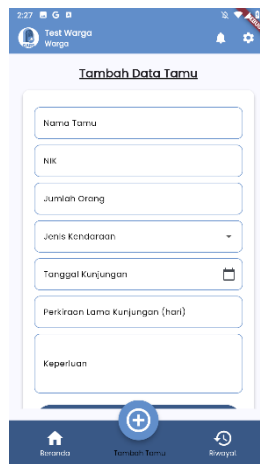 2:27
Test Warga
Warga
Tambah Data Tamu
Nama Tamu
NIK
Jumlah Orang
Jenis Kendaraan
Tanggal Kunjungan
Perkiraan Lama Kunjungan (hari)
Keperluan
Beranda
Tambah Tamu
Riwayat